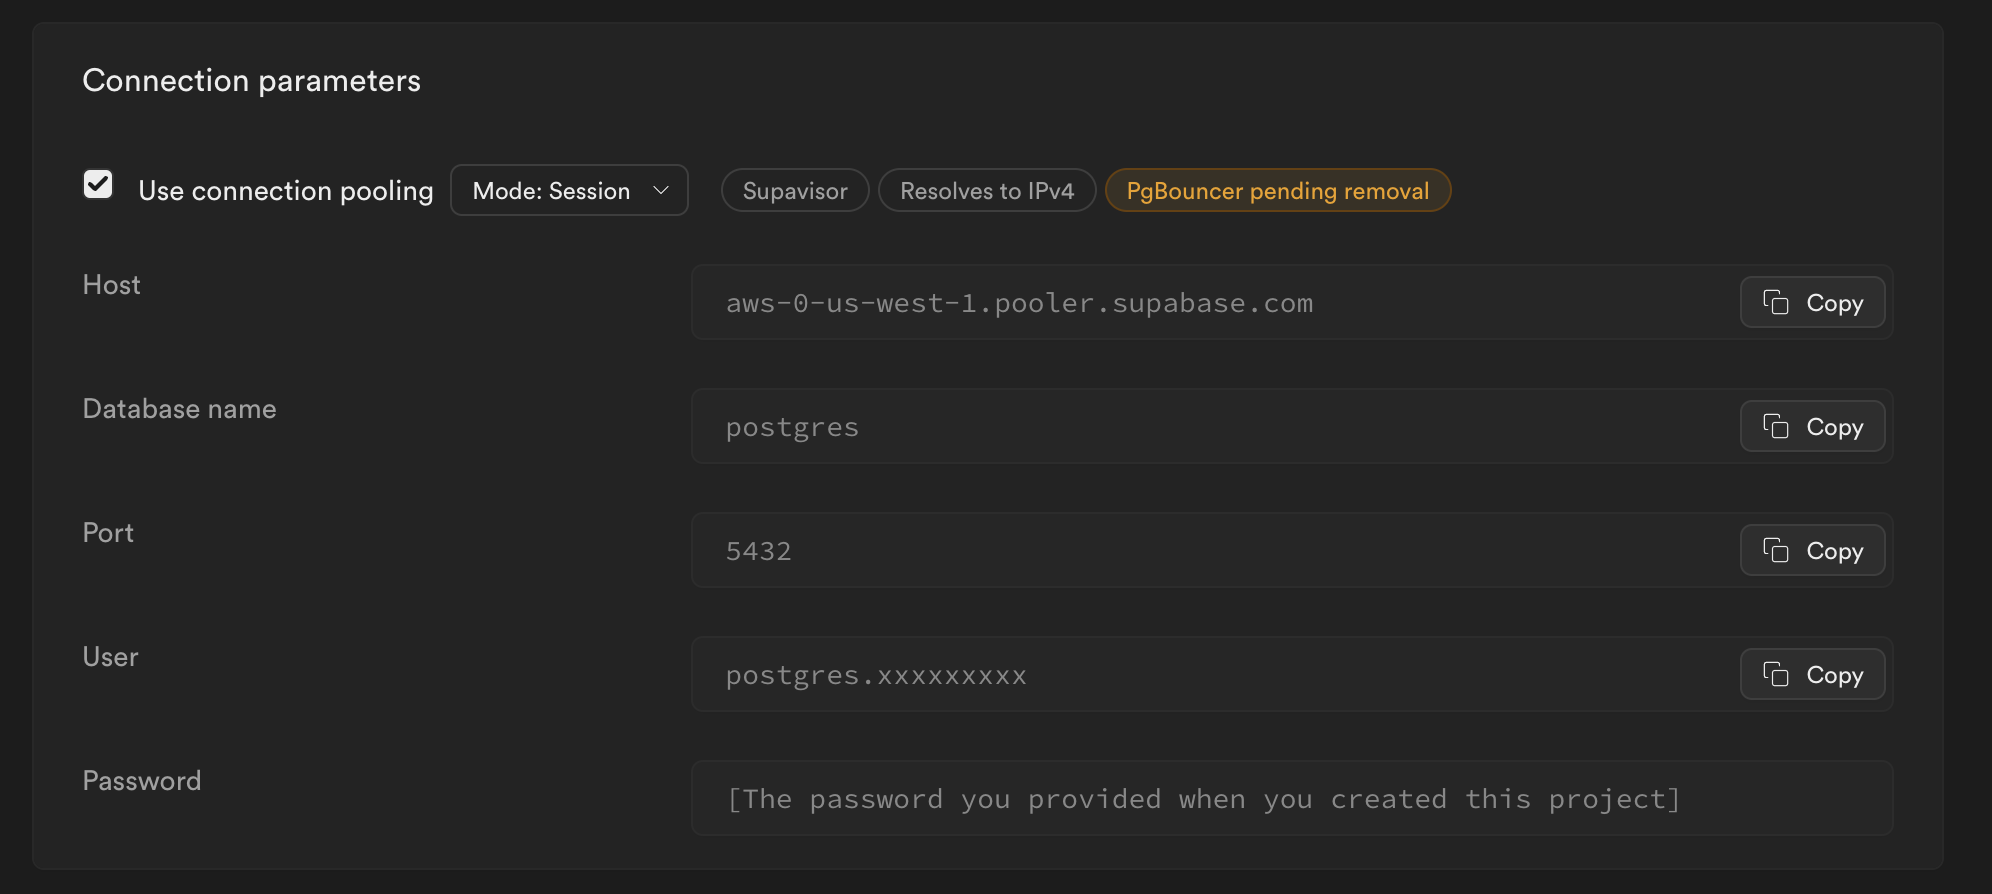 Connection parameters
Use connection pooling Mode: Session Supavisor Resolves to IPv4 PgBouncer pending removal
Host
aws-0-us-west-1.pooler.supabase.com Copy
Database name
postgres Copy
Port
5432 Copy
User
postgres.xxxxxxxxx Copy
Password
[The password you provided when you created this project]